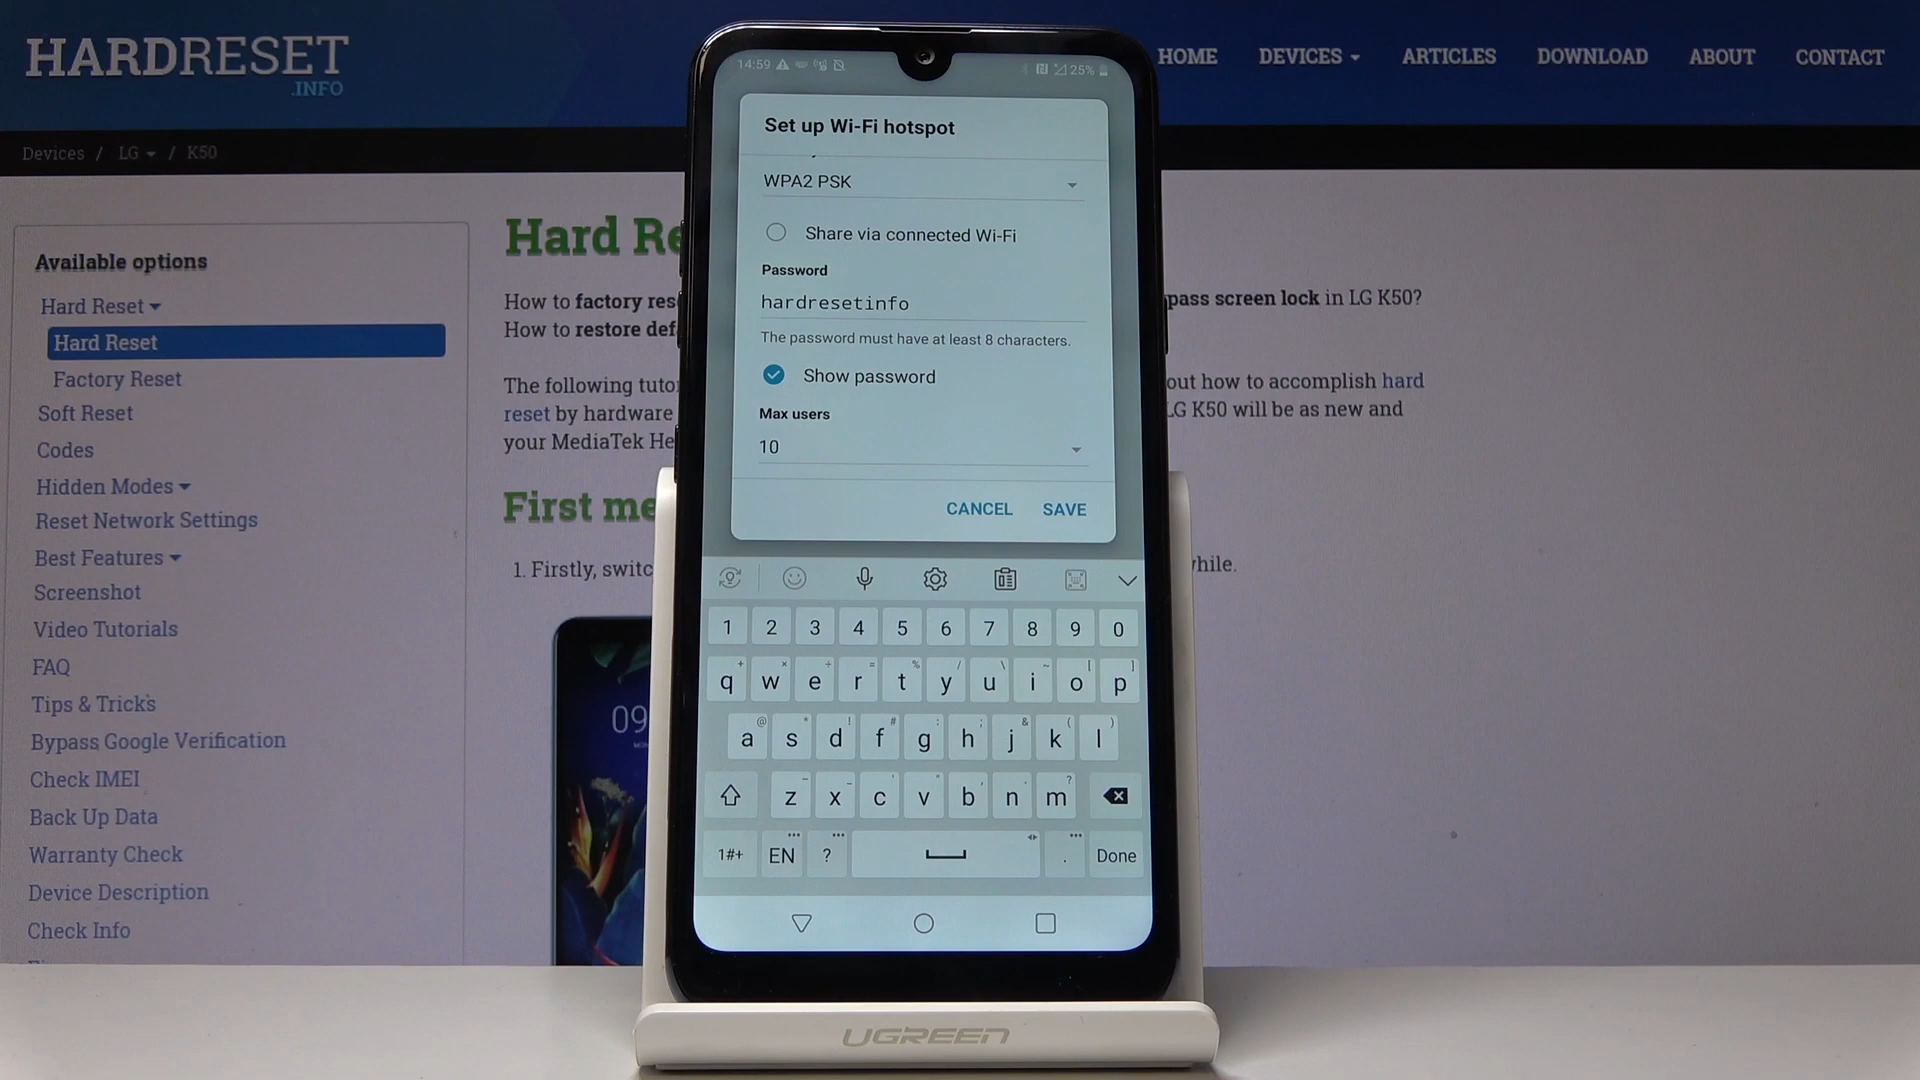 HARDRESET
.INFO
HOME DEVICES ARTICLES DOWNLOAD ABOUT CONTACT
Devices / LG / K50
Available options
Hard Reset
Hard Reset
Factory Reset
Soft Reset
Codes
Hidden Modes
Reset Network Settings
Best Features
Screenshot
Video Tutorials
FAQ
Tips & Tricks
Bypass Google Verification
Check IMEI
Back Up Data
Warranty Check
Device Description
Check Info
Hard Re
How to factory res
pass screen lock in LG K50?
How to restore def
The following tuto
out how to accomplish hard
reset by hardware
LG K50 will be as new and
your MediaTek He
First me
1. Firstly, switc
while.
09
14:59
25%
Set up Wi-Fi hotspot
WPA2 PSK
Share via connected Wi-Fi
Password
hardresetinfo
The password must have at least 8 characters.
Show password
Max users
10
CANCEL SAVE
1 2 3 4 5 6 7 8 9 0
q w e r t y u i o p
a s d f g h j k l
z x c v b n m
1#+ EN ? . Done
UGREEN